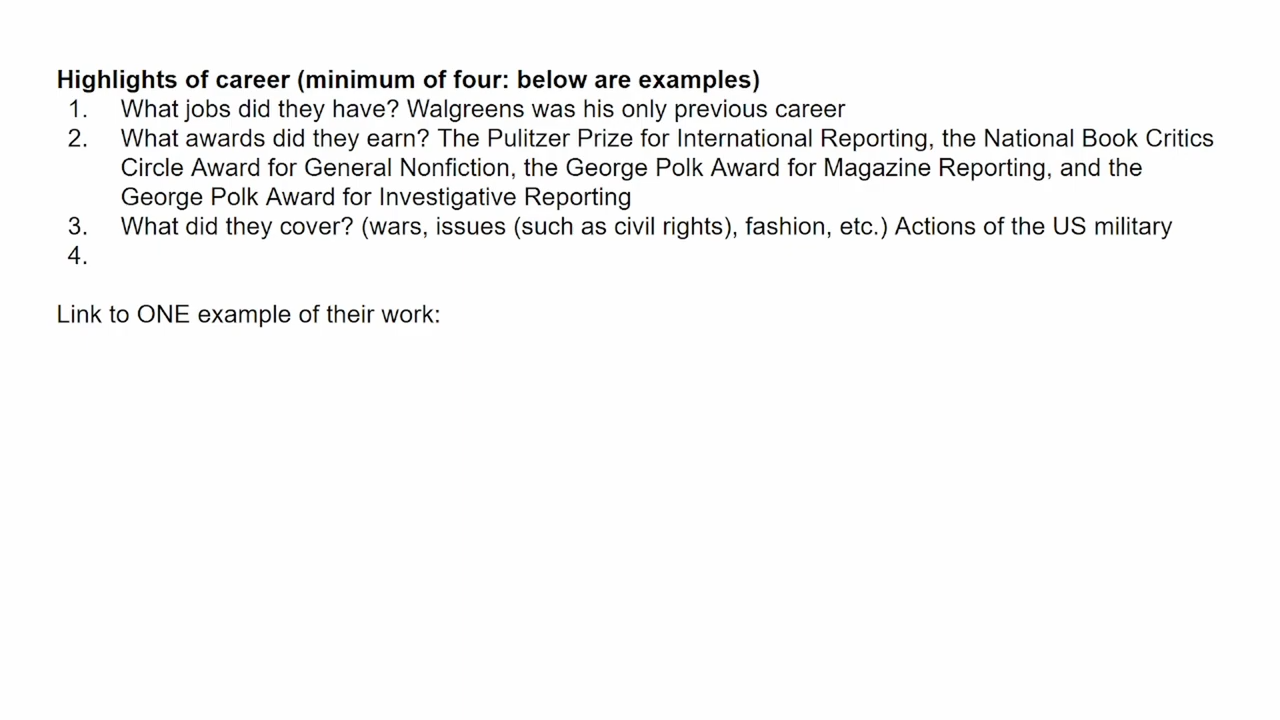 Highlights of career (minimum of four: below are examples)
1. What jobs did they have? Walgreens was his only previous career
2. What awards did they earn? The Pulitzer Prize for International Reporting, the National Book Critics
Circle Award for General Nonfiction, the George Polk Award for Magazine Reporting, and the
George Polk Award for Investigative Reporting
3. What did they cover? (wars, issues (such as civil rights), fashion, etc.) Actions of the US military
4.
Link to ONE example of their work: